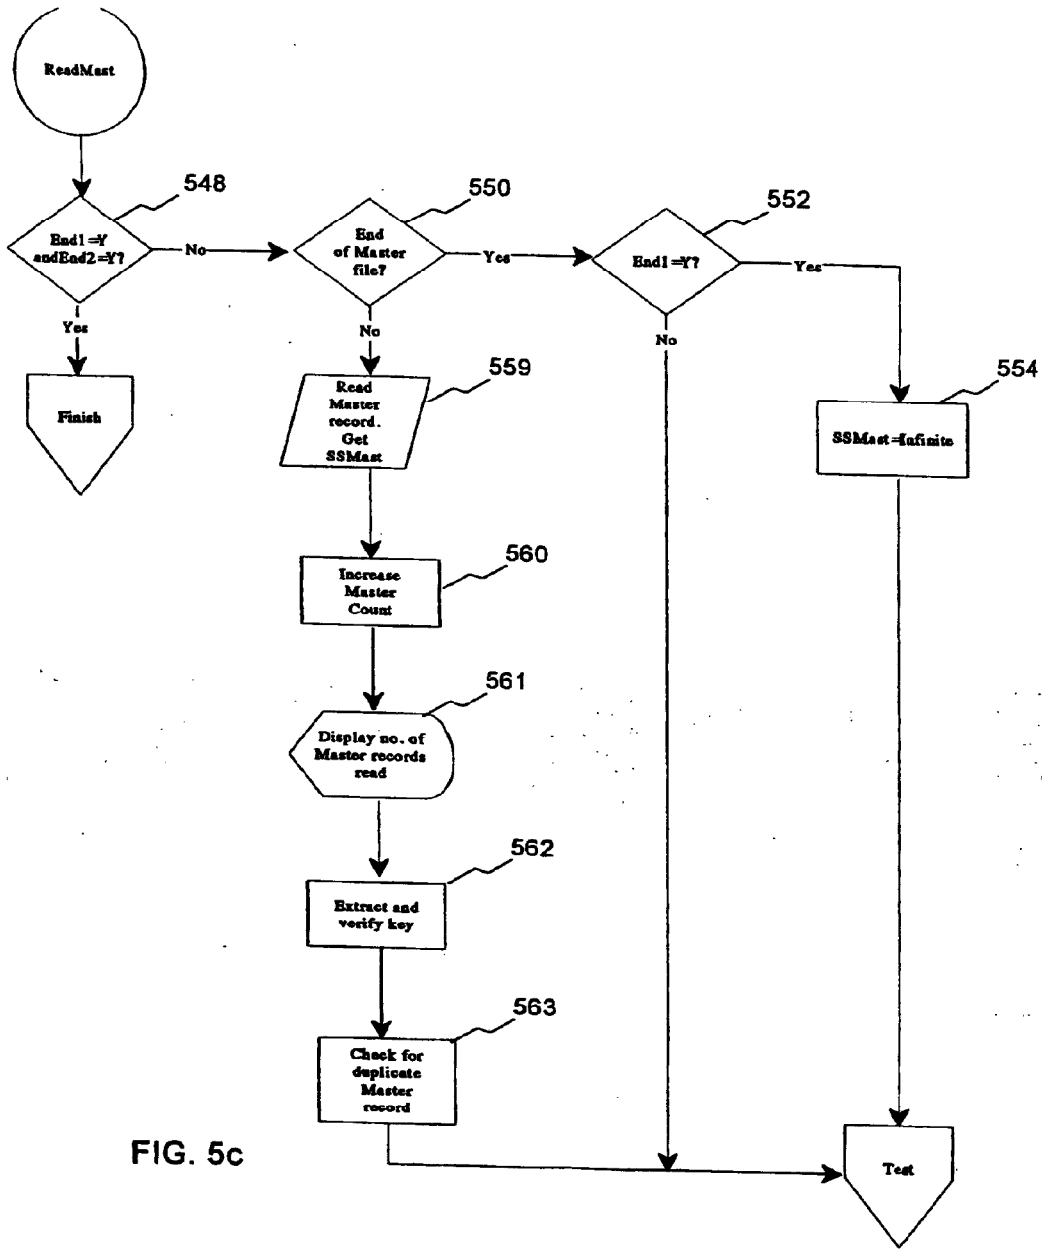 ReadMast
548
End1=Y
andEnd2=Y?
No
550
End
of Master
file?
Yes
552
End1=Y?
Yes
Yes
No
No
Finish
559
Read
Master
record.
Get
SSMast
554
SSMast=Infinite
560
Increase
Master
Count
561
Display no. of
Master records
read
562
Extract and
verify key
563
Check for
duplicate
Master
record
FIG. 5c
Test